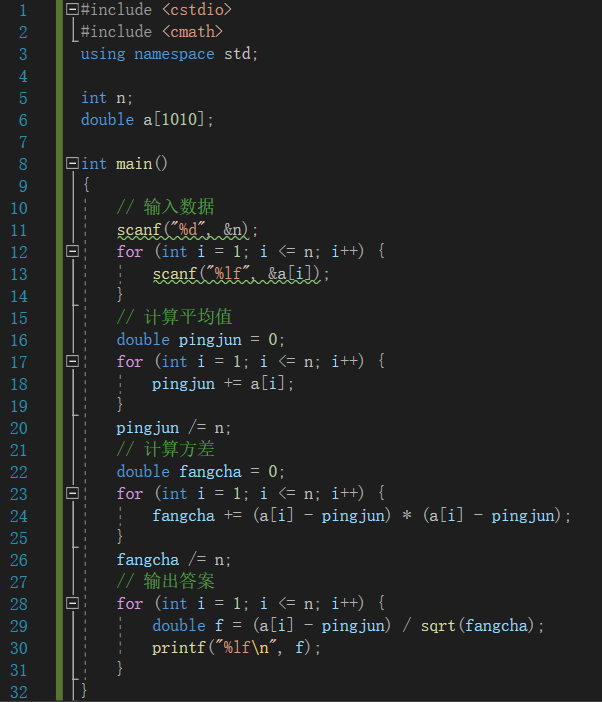 1 #include <cstdio>
2 #include <cmath>
3 using namespace std;
4
5 int n;
6 double a[1010];
7
8 int main()
9 {
10 // 输入数据
11 scanf("%d", &n);
12 for (int i = 1; i <= n; i++) {
13 scanf("%lf", &a[i]);
14 }
15 // 计算平均值
16 double pingjun = 0;
17 for (int i = 1; i <= n; i++) {
18 pingjun += a[i];
19 }
20 pingjun /= n;
21 // 计算方差
22 double fangcha = 0;
23 for (int i = 1; i <= n; i++) {
24 fangcha += (a[i] - pingjun) * (a[i] - pingjun);
25 }
26 fangcha /= n;
27 // 输出答案
28 for (int i = 1; i <= n; i++) {
29 double f = (a[i] - pingjun) / sqrt(fangcha);
30 printf("%lf\n", f);
31 }
32 }